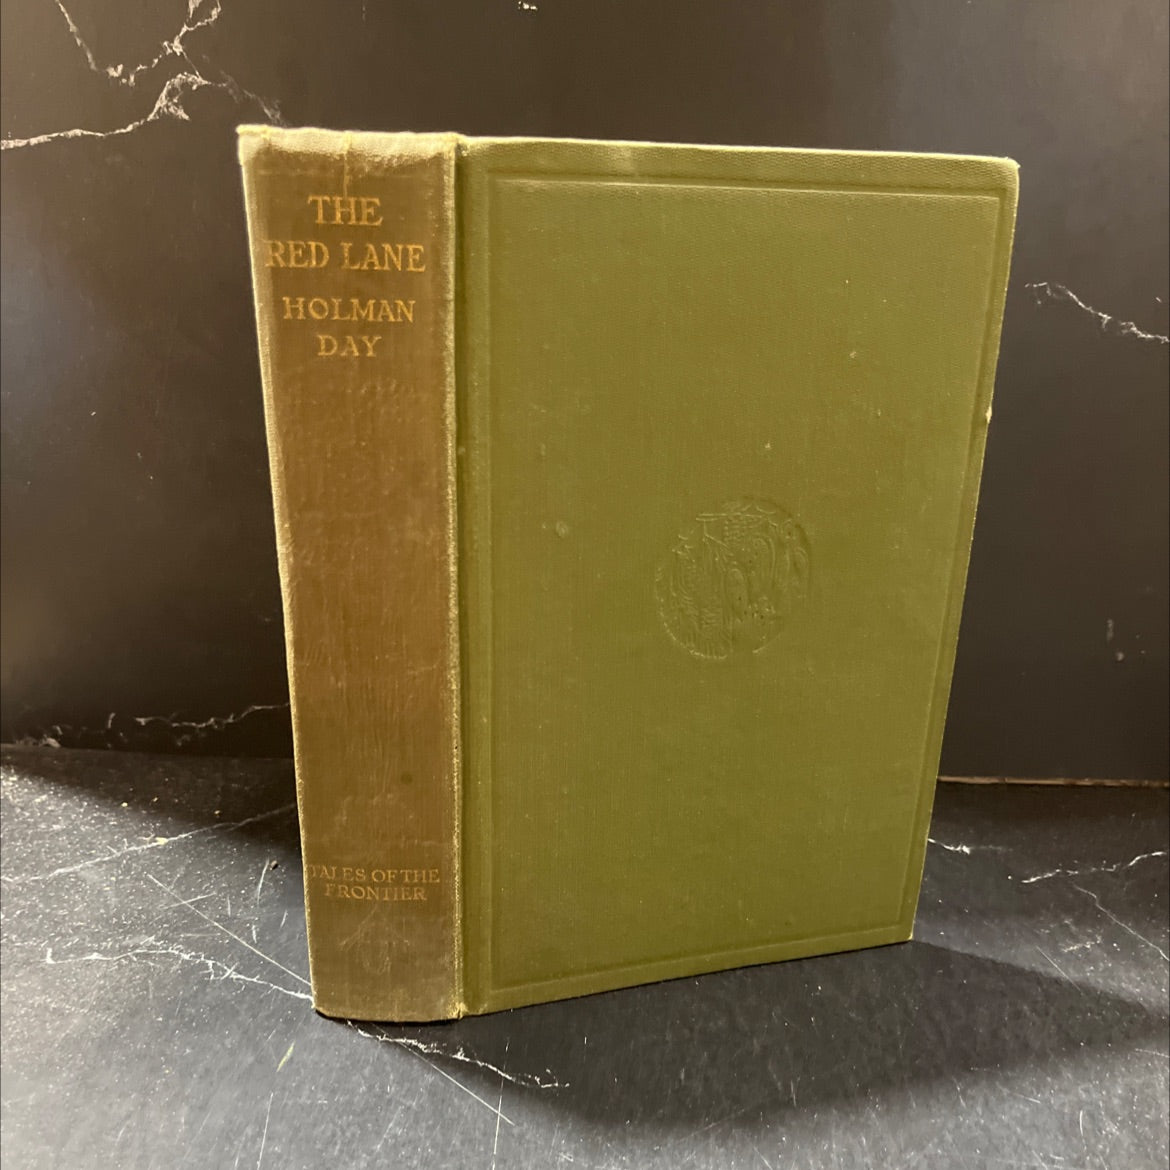 THE
RED LANE
HOLMAN
DAY
TALES OF THE
FRONTIER